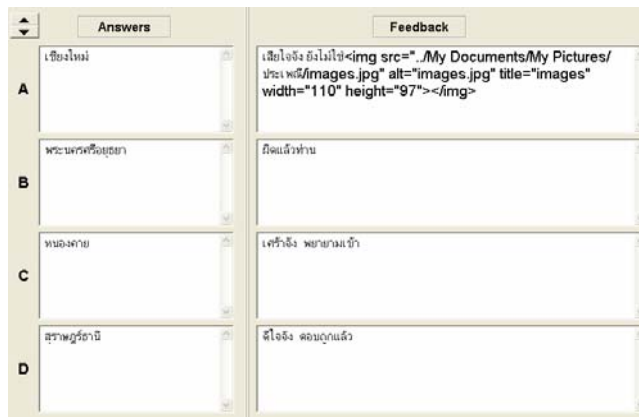 Answers Feedback
A เชียงใหม่ เสียใจจัง ยังไม่ใช่<img src="../My Documents/My Pictures/
ประเพณี/images.jpg" alt="images.jpg" title="images"
width="110" height="97"></img>
B พระนครศรีอยุธยา ผิดแล้วท่าน
C หนองคาย เศร้าจัง พยายามเข้า
D สุราษฎร์ธานี ดีใจจัง ตอบถูกแล้ว